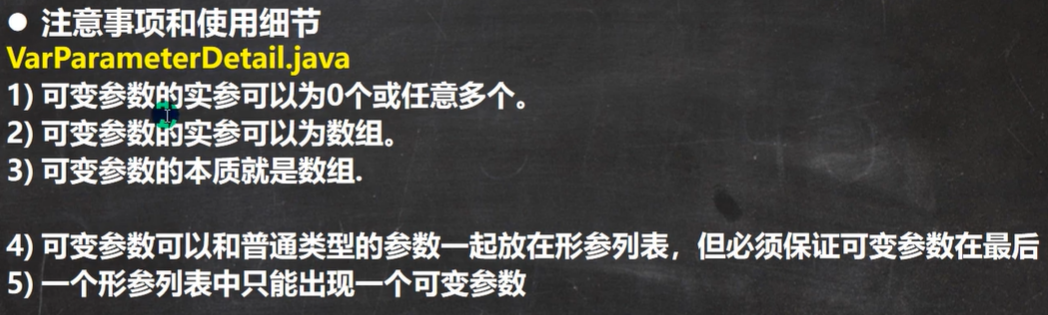 ● 注意事项和使用细节
VarParameterDetail.java
1) 可变参数的实参可以为0个或任意多个。
2) 可变参数的实参可以为数组。
3) 可变参数的本质就是数组.
4) 可变参数可以和普通类型的参数一起放在形参列表，但必须保证可变参数在最后
5) 一个形参列表中只能出现一个可变参数